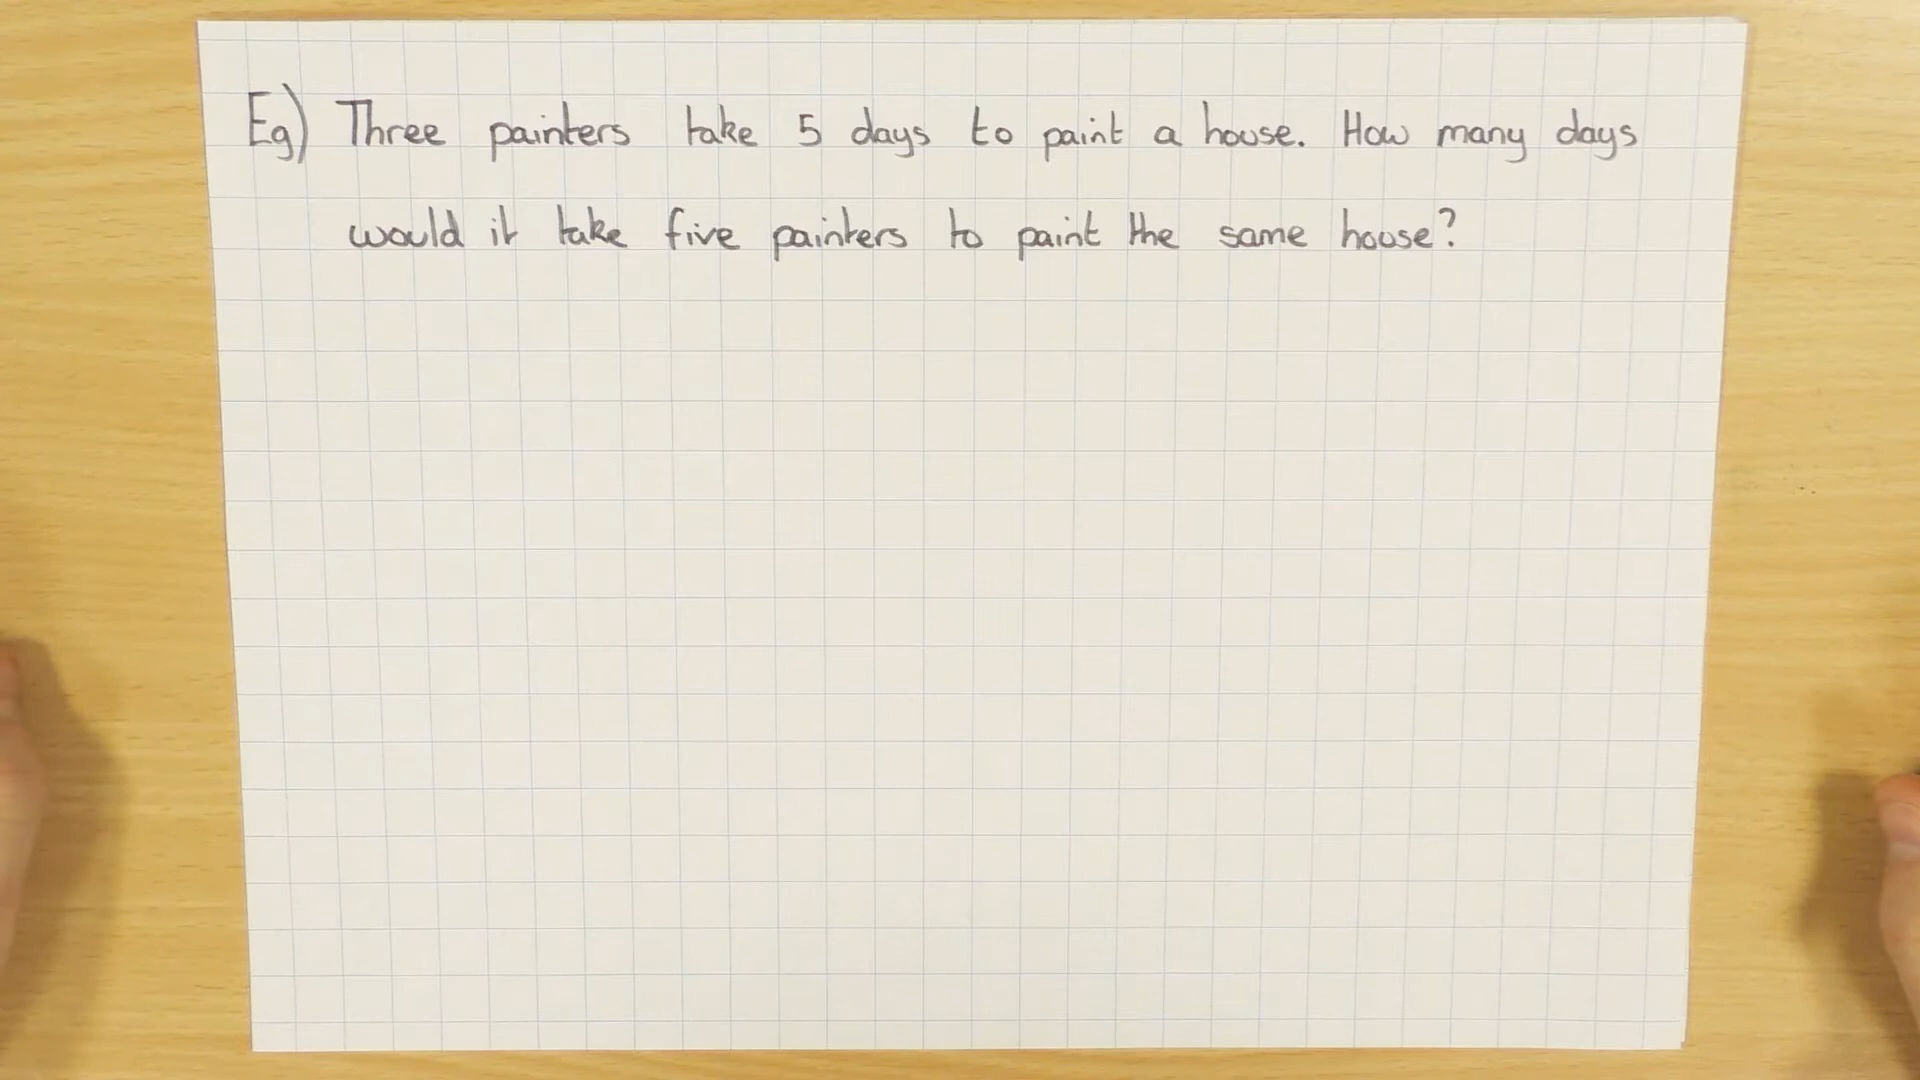 Eg) Three painters take 5 days to paint a house. How many days
would it take five painters to paint the same house?